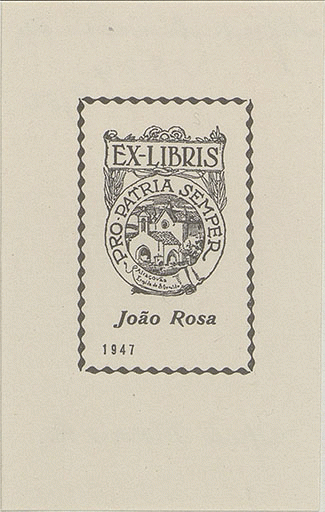 EX-LIBRIS
PRO·PATRIA SEMPER
João Rosa
1947